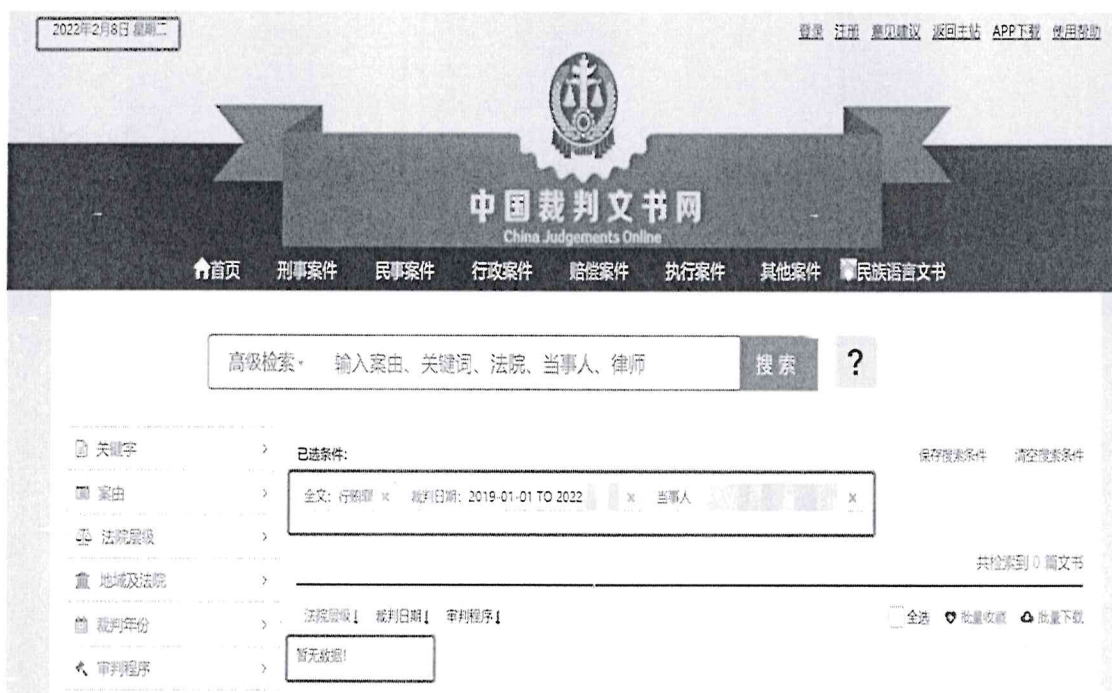 2022年2月8日 星期二
登录 注册 意见建议 返回主站 APP下载 使用帮助
中国裁判文书网
China Judgements Online
首页 刑事案件 民事案件 行政案件 赔偿案件 执行案件 其他案件 民族语言文书
高级检索 输入案由、关键词、法院、当事人、律师 搜索 ?
关键字
已选条件: 保存搜索条件 清空搜索条件
案由
全文: 行贿罪 × 裁判日期: 2019-01-01 TO 2022 × 当事人 ×
法院层级
共检索到 0 篇文书
地域及法院
法院层级↓ 裁判日期↓ 审判程序↓ 全选 批量收藏 批量下载
裁判年份
暂无数据!
审判程序